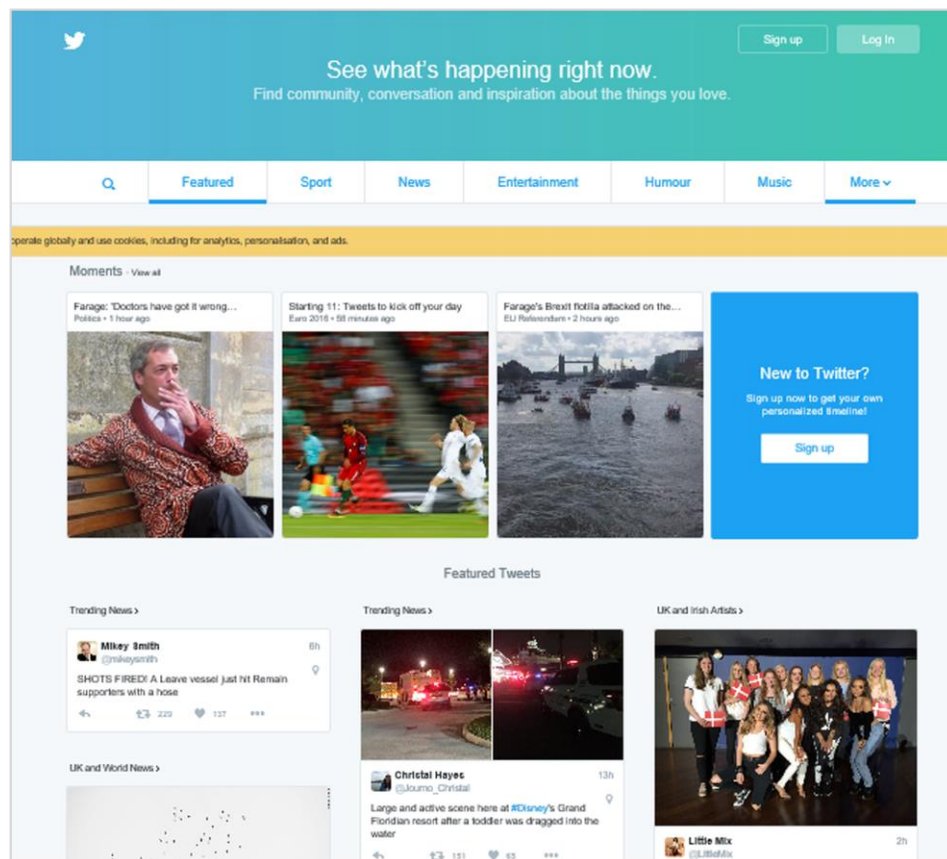 Sign up
Log In
See what's happening right now.
Find community, conversation and inspiration about the things you love.
Featured
Sport
News
Entertainment
Humour
Music
More
operate globally and use cookies, including for analytics, personalisation, and ads.
Moments · View all
Farage: 'Doctors have got it wrong...
Politics • 1 hour ago
Starting 11: Tweets to kick off your day
Euro 2016 • 58 minutes ago
Farage's Brexit flotilla attacked on the...
EU Referendum • 2 hours ago
New to Twitter?
Sign up now to get your own
personalized timeline!
Sign up
Featured Tweets
Trending News >
Mikey Smith
6h
@mikeysmith
SHOTS FIRED! A Leave vessel just hit Remain
supporters with a hose
229
137
UK and World News >
Trending News >
Christal Hayes
13h
@Journo_Christal
Large and active scene here at #Disney's Grand
Floridian resort after a toddler was dragged into the
water
151
65
UK and Irish Artists >
Little Mix
2h
@LittleMix